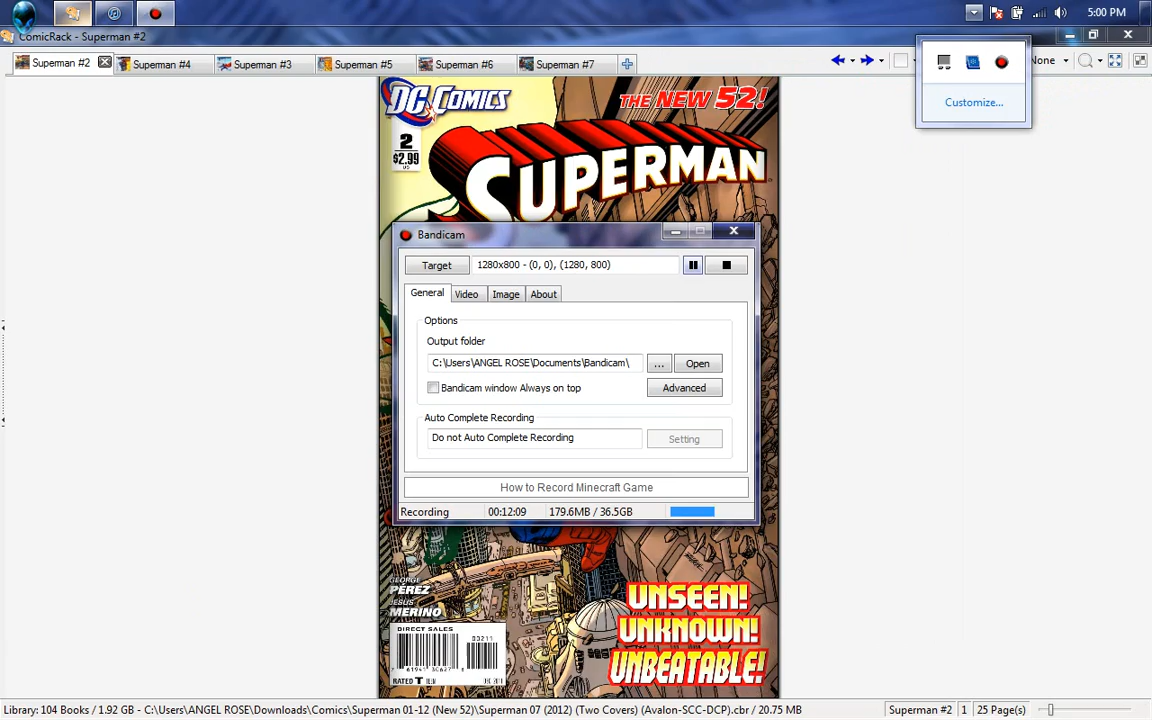 5:00 PM
ComicRack - Superman #2
Superman #2
Superman #4
Superman #3
Superman #5
Superman #6
Superman #7
None
Customize...
DC COMICS
THE NEW 52!
2
$2.99
US
SUPERMAN
Bandicam
Target
1280x800 - (0, 0), (1280, 800)
General
Video
Image
About
Options
Output folder
C:\Users\ANGEL ROSE\Documents\Bandicam\
...
Open
Bandicam window Always on top
Advanced
Auto Complete Recording
Do not Auto Complete Recording
Setting
How to Record Minecraft Game
Recording
00:12:09
179.6MB / 36.5GB
GEORGE
PÉREZ
JESUS
MERINO
DIRECT SALES
RATED T
UNSEEN!
UNKNOWN!
UNBEATABLE!
Library: 104 Books / 1.92 GB - C:\Users\ANGEL ROSE\Downloads\Comics\Superman 01-12 (New 52)\Superman 07 (2012) (Two Covers) (Avalon-SCC-DCP).cbr / 20.75 MB
Superman #2
1
25 Page(s)